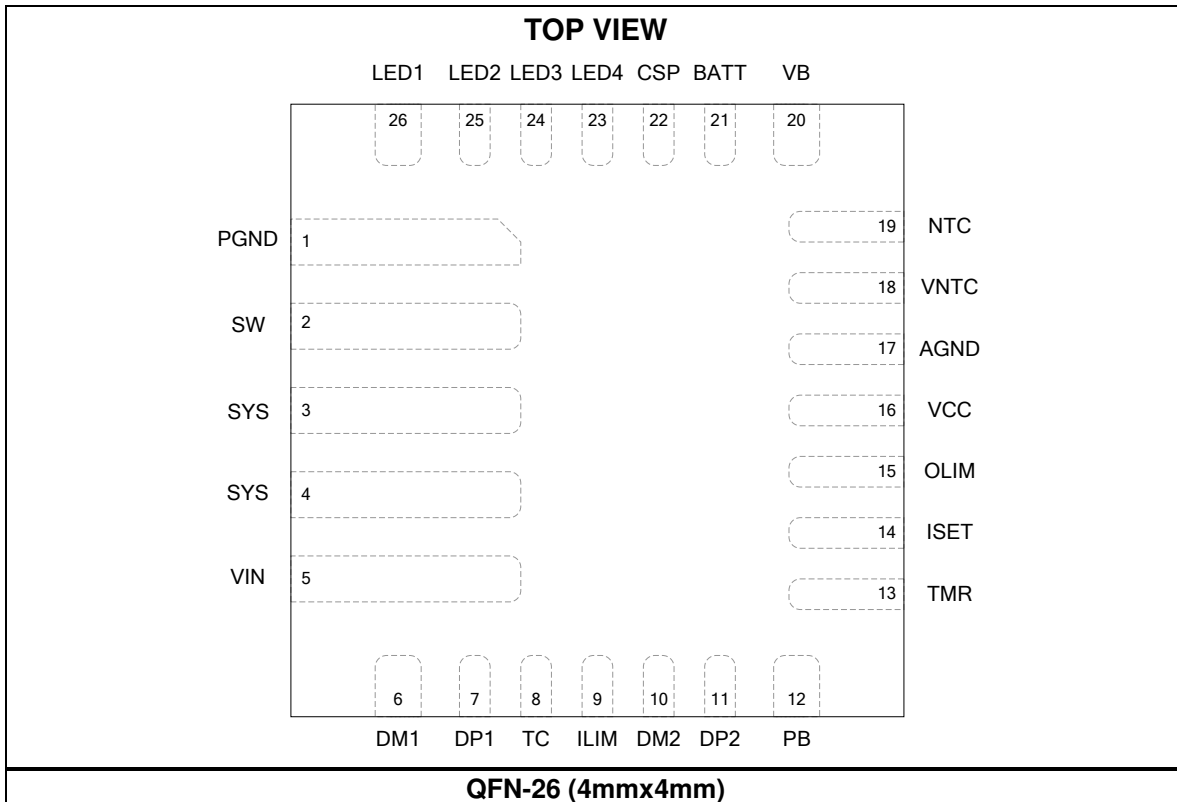 TOP VIEW
LED1 LED2 LED3 LED4 CSP BATT VB
26 25 24 23 22 21 20
PGND 1
19 NTC
18 VNTC
SW 2
17 AGND
SYS 3
16 VCC
15 OLIM
SYS 4
14 ISET
VIN 5
13 TMR
6 7 8 9 10 11 12
DM1 DP1 TC ILIM DM2 DP2 PB
QFN-26 (4mmx4mm)